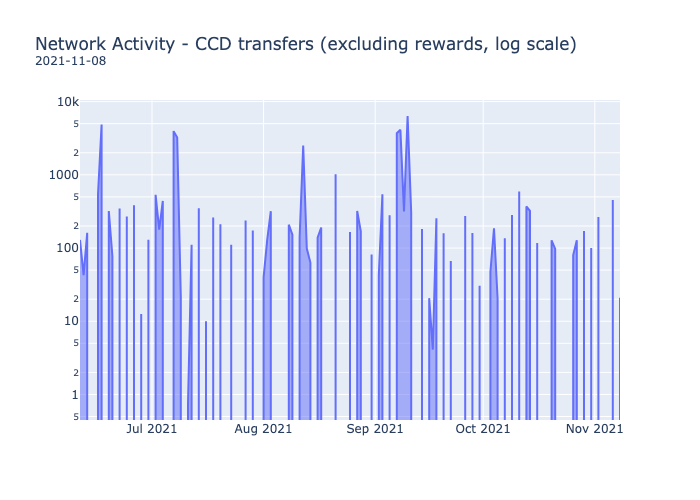 Network Activity - CCD transfers (excluding rewards, log scale)
2021-11-08
10k
5
2
1000
5
2
100
5
2
10
5
2
1
5
Jul 2021
Aug 2021
Sep 2021
Oct 2021
Nov 2021